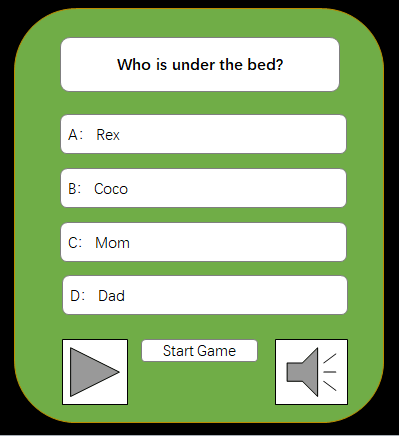 Who is under the bed?
A: Rex
B: Coco
C: Mom
D: Dad
Start Game